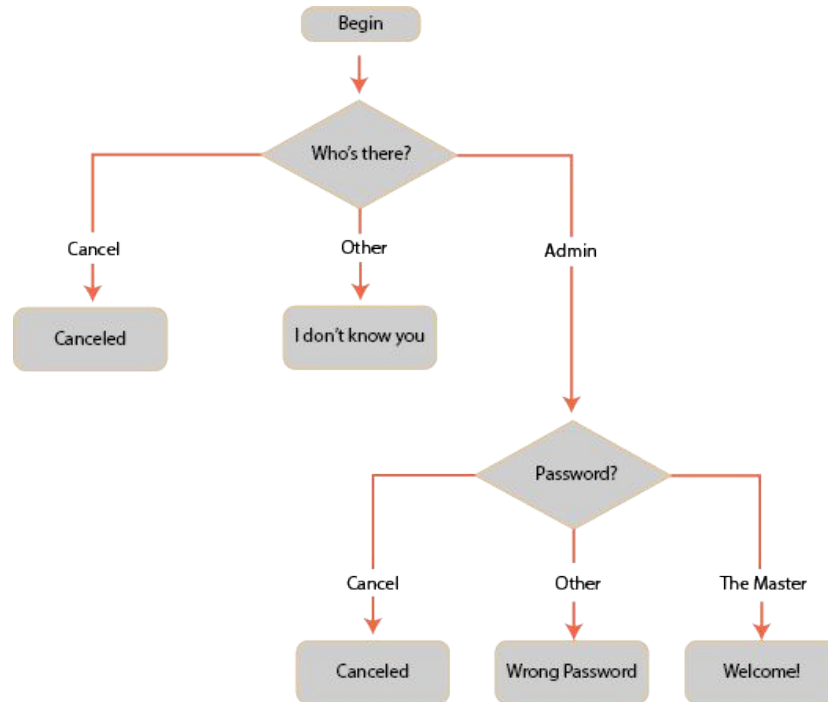 Begin
Who's there?
Cancel
Other
Admin
Canceled
I don't know you
Password?
Cancel
Other
The Master
Canceled
Wrong Password
Welcome!